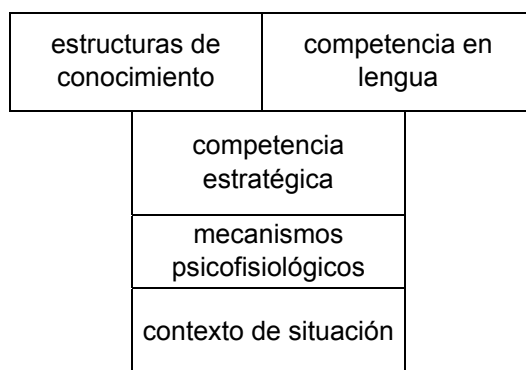 estructuras de
conocimiento
competencia en
lengua
competencia
estratégica
mecanismos
psicofisiológicos
contexto de situación